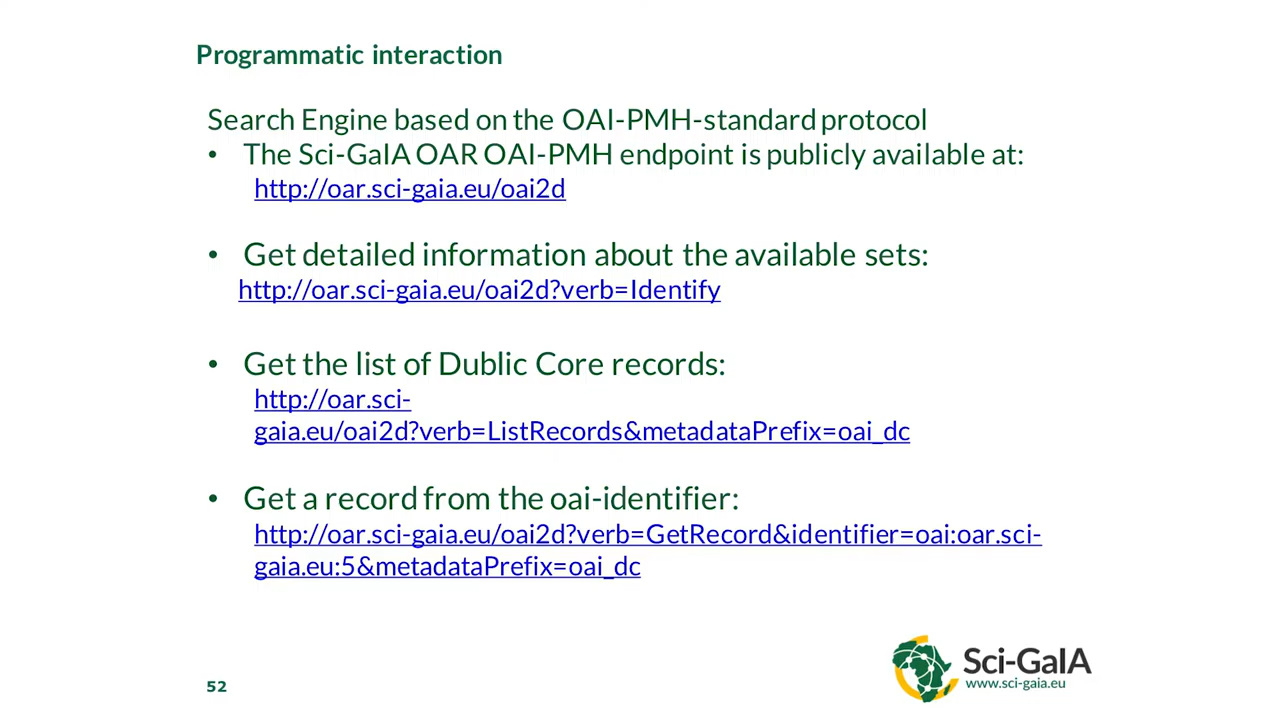 Programmatic interaction
Search Engine based on the OAI-PMH-standard protocol
• The Sci-GaIA OAR OAI-PMH endpoint is publicly available at:
http://oar.sci-gaia.eu/oai2d
• Get detailed information about the available sets:
http://oar.sci-gaia.eu/oai2d?verb=Identify
• Get the list of Dublic Core records:
http://oar.sci-
gaia.eu/oai2d?verb=ListRecords&metadataPrefix=oai_dc
• Get a record from the oai-identifier:
http://oar.sci-gaia.eu/oai2d?verb=GetRecord&identifier=oai:oar.sci-
gaia.eu:5&metadataPrefix=oai_dc
Sci-GaIA
www.sci-gaia.eu
52